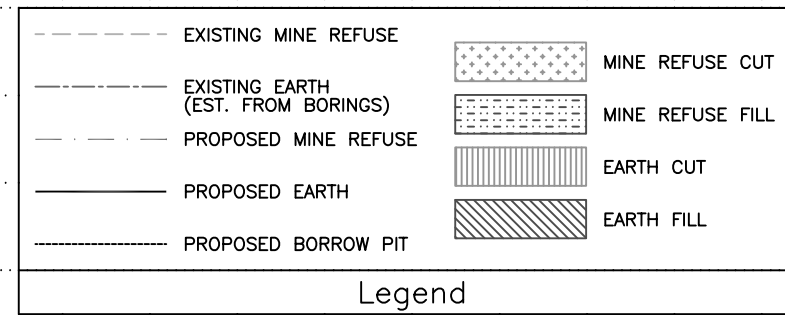 EXISTING MINE REFUSE
EXISTING EARTH
(EST. FROM BORINGS)
PROPOSED MINE REFUSE
PROPOSED EARTH
PROPOSED BORROW PIT
MINE REFUSE CUT
MINE REFUSE FILL
EARTH CUT
EARTH FILL
Legend